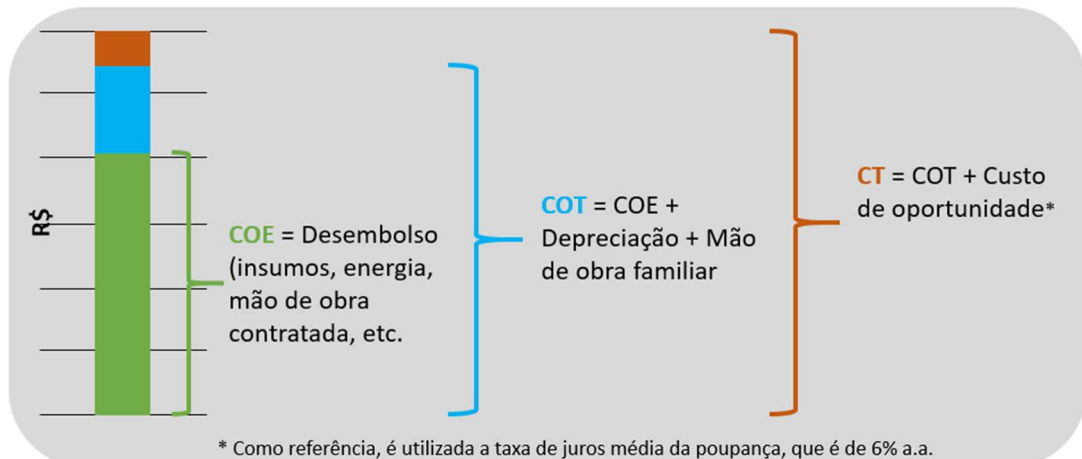 R$
COE = Desembolso
(insumos, energia,
mão de obra
contratada, etc.
COT = COE +
Depreciação + Mão
de obra familiar
CT = COT + Custo
de oportunidade*
* Como referência, é utilizada a taxa de juros média da poupança, que é de 6% a.a.